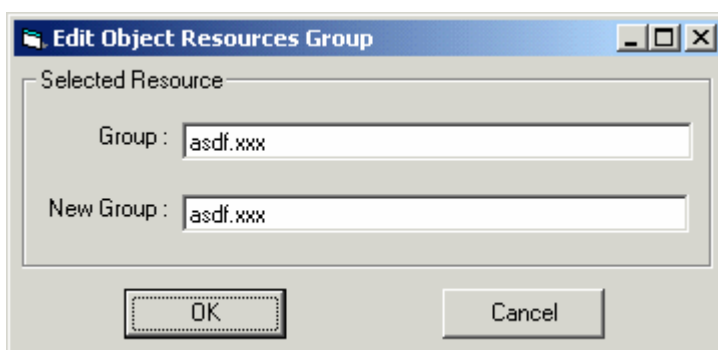 Edit Object Resources Group
Selected Resource
Group : asdf.xxx
New Group : asdf.xxx
OK Cancel